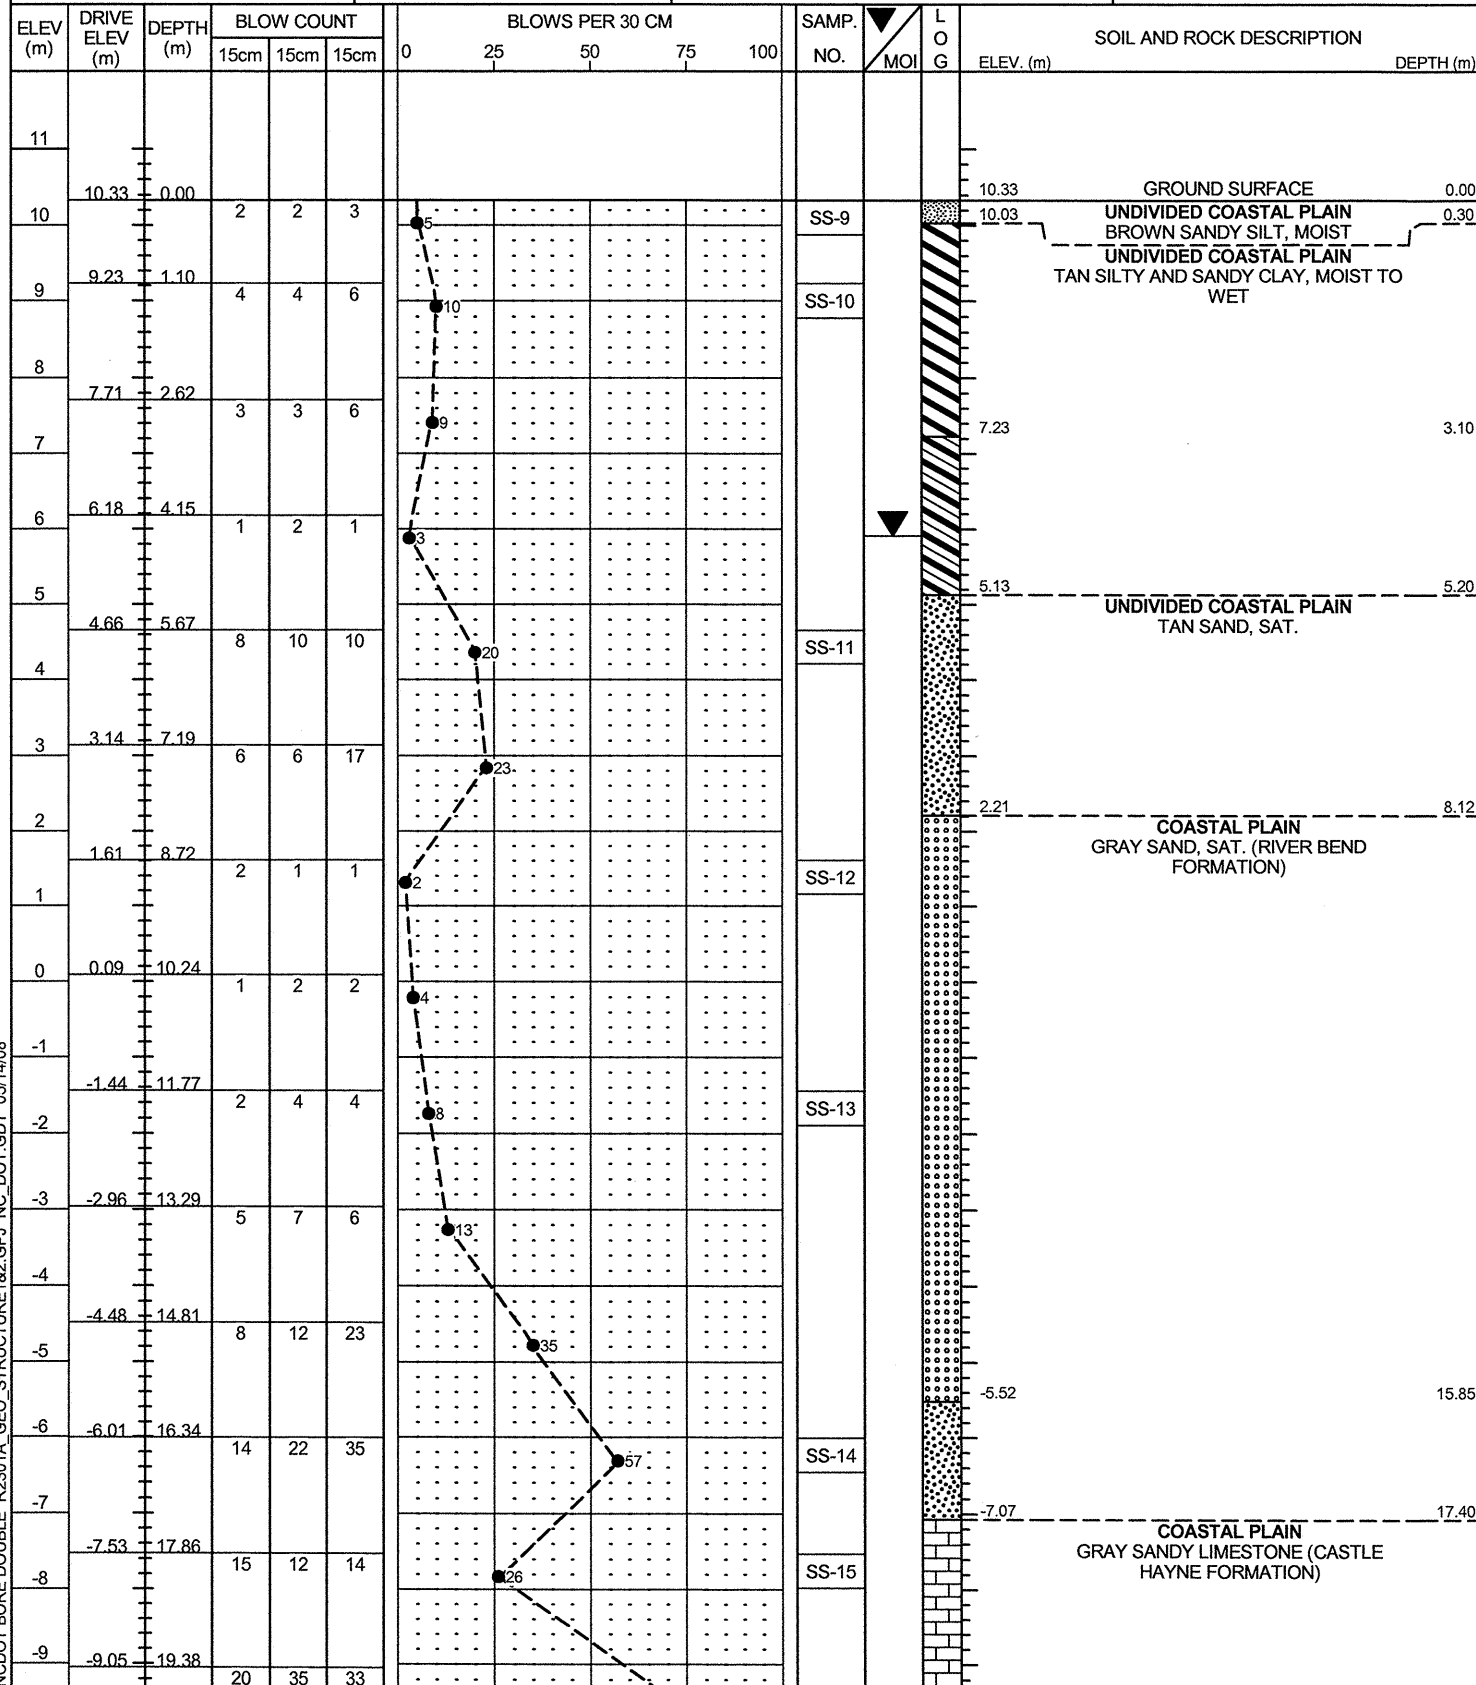 ELEV (m) DRIVE ELEV (m) DEPTH (m) BLOW COUNT BLOWS PER 30 CM SAMP. NO. MOI LOG SOIL AND ROCK DESCRIPTION
15cm 15cm 15cm 0 25 50 75 100 ELEV. (m) DEPTH (m)
11
10.33 0.00 10.33 GROUND SURFACE 0.00
10 2 2 3 5 SS-9 10.03 UNDIVIDED COASTAL PLAIN 0.30
BROWN SANDY SILT, MOIST
UNDIVIDED COASTAL PLAIN
9.23 1.10 TAN SILTY AND SANDY CLAY, MOIST TO
9 4 4 6 10 SS-10 WET
8
7.71 2.62
3 3 6 9
7 7.23 3.10
6.18 4.15
6 1 2 1 3
5 5.13 5.20
UNDIVIDED COASTAL PLAIN
4.66 5.67 TAN SAND, SAT.
8 10 10 20 SS-11
4
3 3.14 7.19
6 6 17 23
2 2.21 8.12
COASTAL PLAIN
GRAY SAND, SAT. (RIVER BEND
1.61 8.72 FORMATION)
2 1 1 2 SS-12
1
0 0.09 10.24
1 2 2 4
-1
-1.44 11.77
2 4 4 8 SS-13
-2
-3 -2.96 13.29
5 7 6 13
-4
-4.48 14.81
8 12 23 35
-5
-5.52 15.85
-6 -6.01 16.34
14 22 35 57 SS-14
-7 -7.07 17.40
COASTAL PLAIN
-7.53 17.86 GRAY SANDY LIMESTONE (CASTLE
15 12 14 26 SS-15 HAYNE FORMATION)
-8
-9 -9.05 19.38
20 35 33